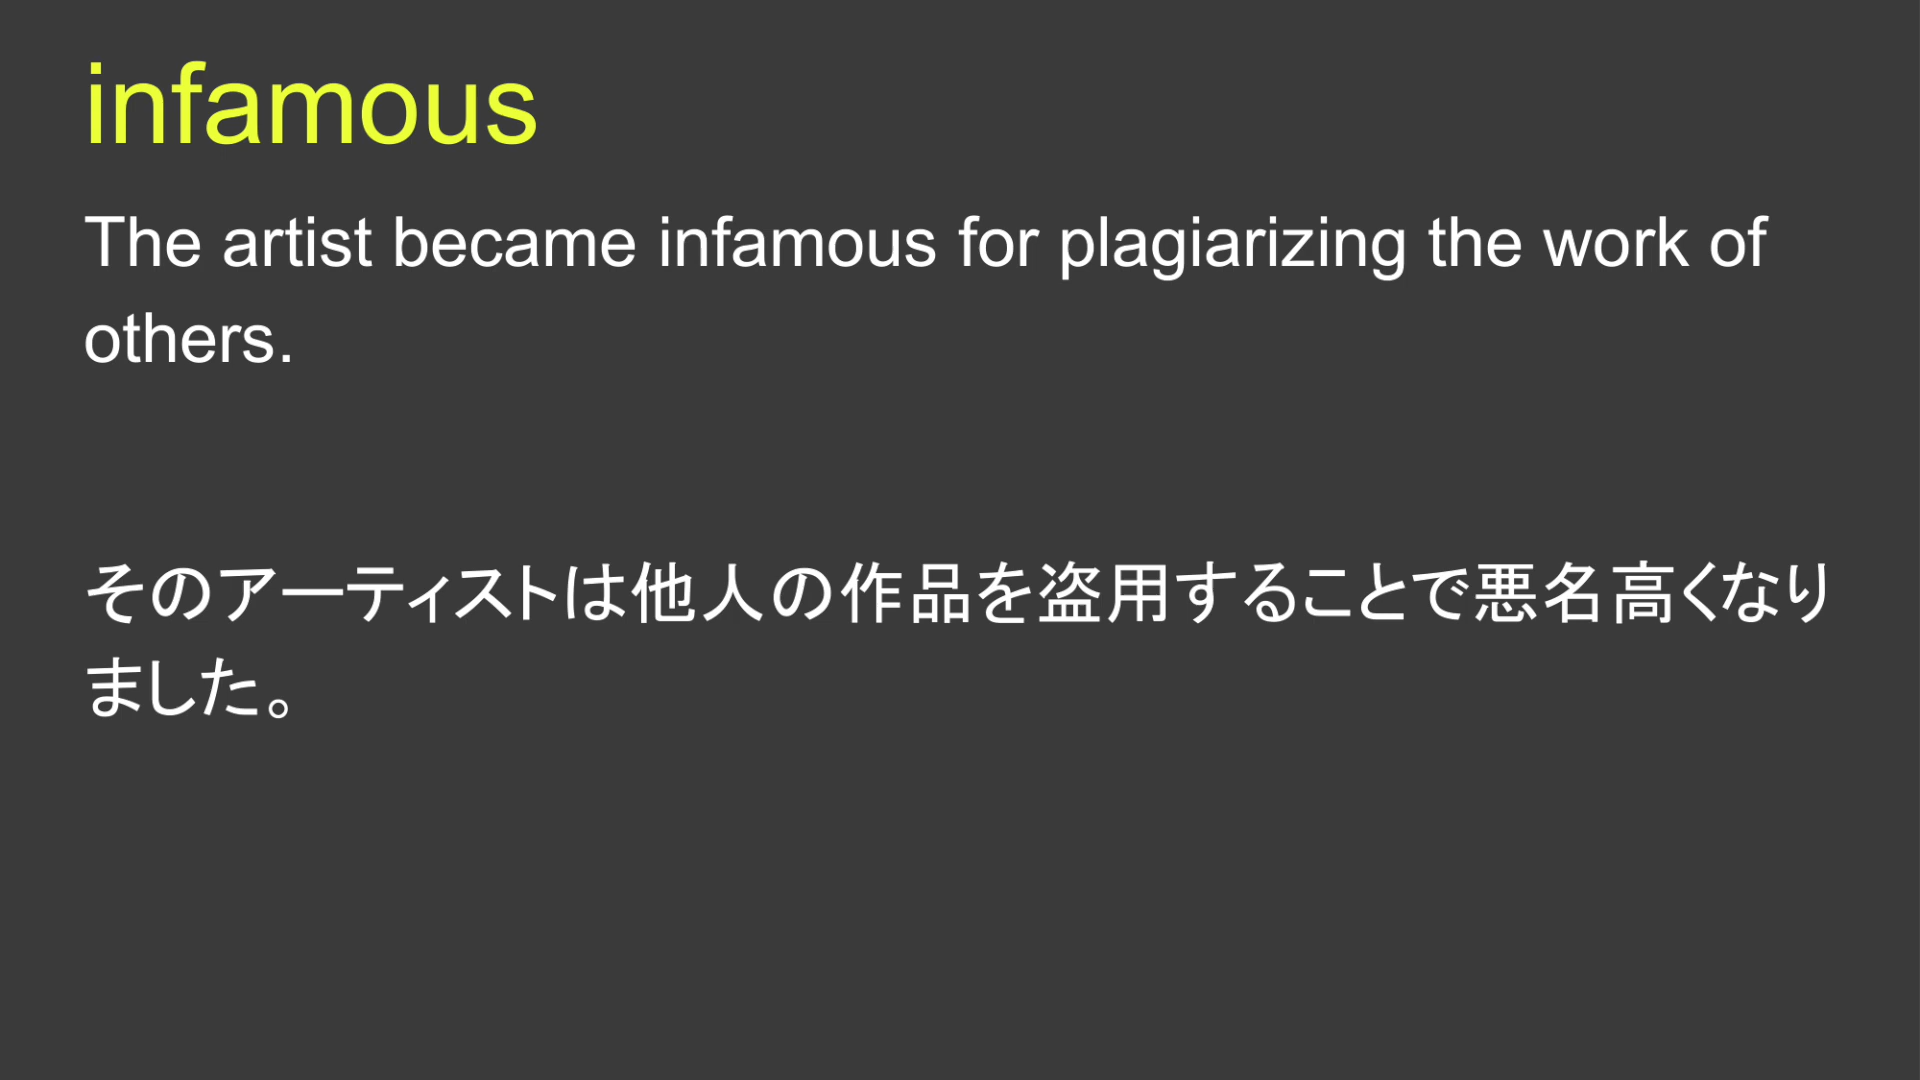 infamous
The artist became infamous for plagiarizing the work of
others.
そのアーティストは他人の作品を盗用することで悪名高くなり
ました。